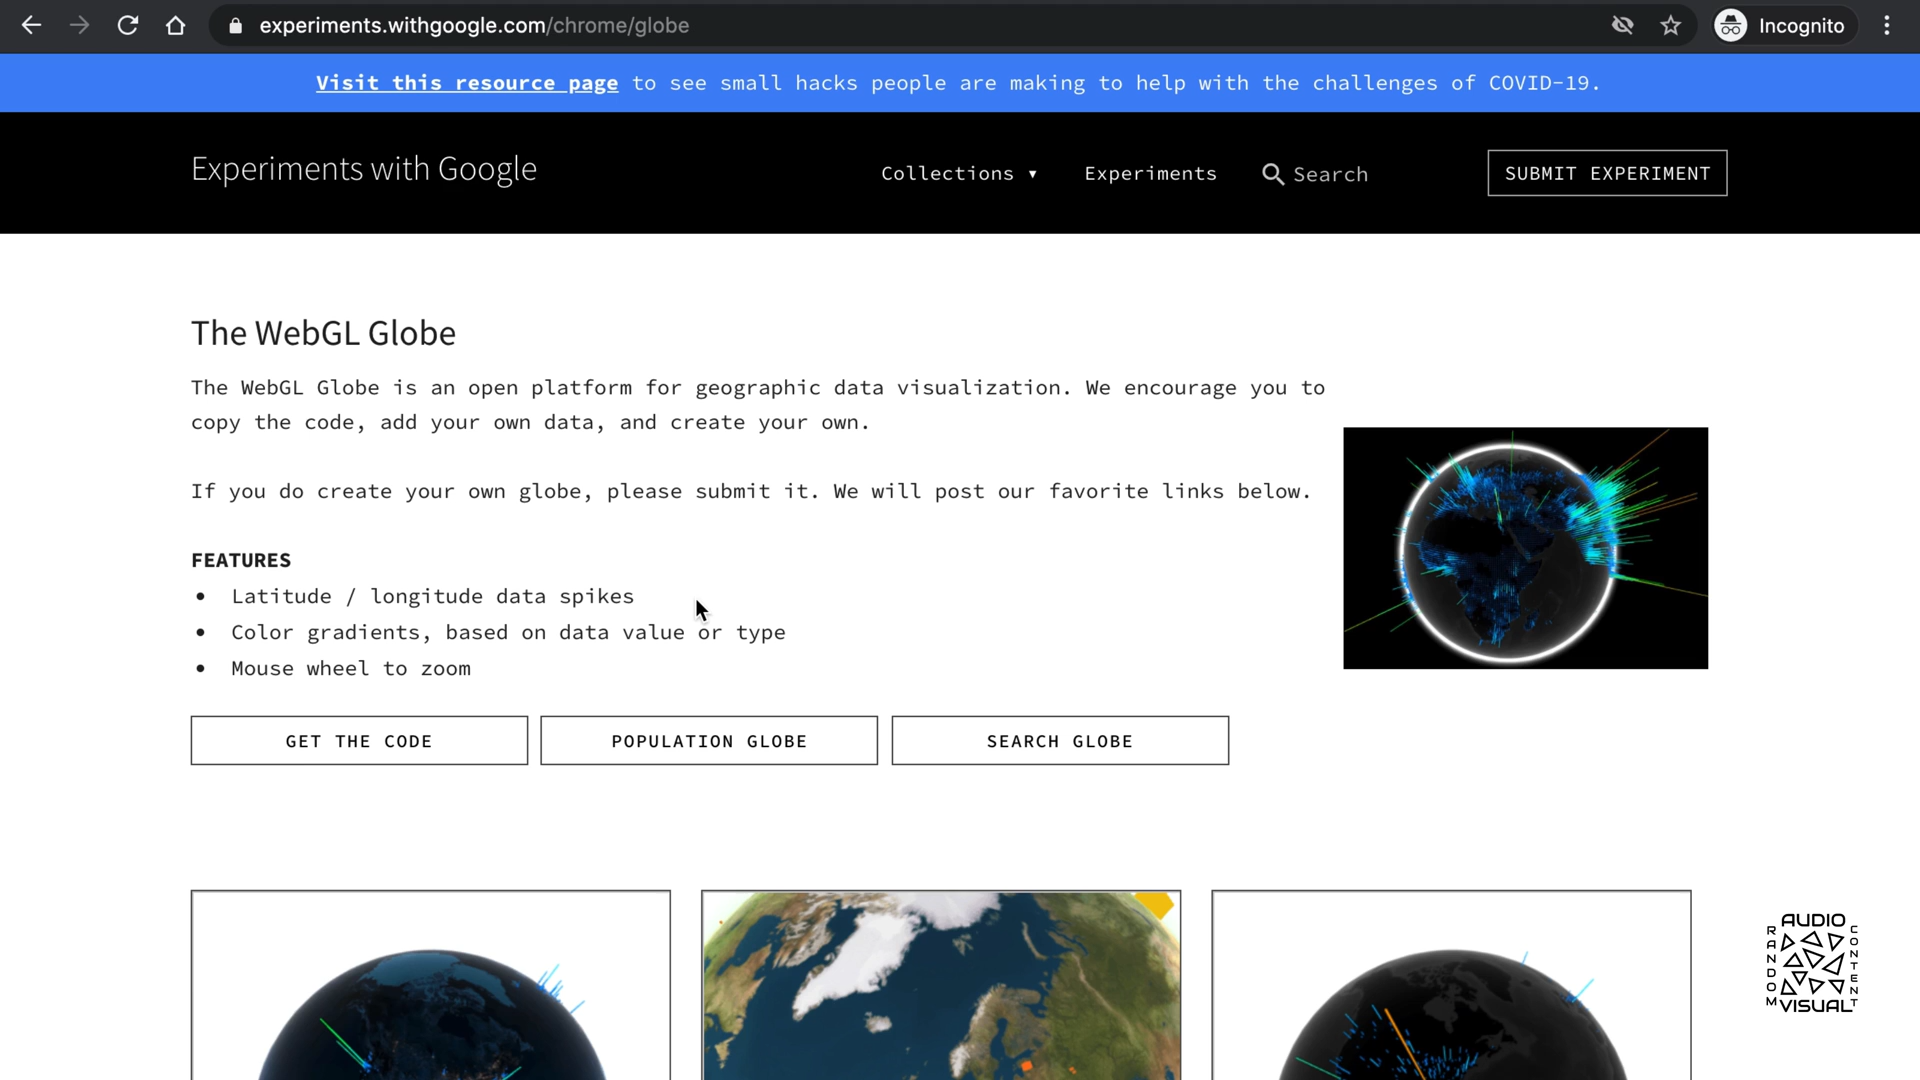 experiments.withgoogle.com/chrome/globe
Incognito
Visit this resource page to see small hacks people are making to help with the challenges of COVID-19.
Experiments with Google
Collections ▾
Experiments
Search
SUBMIT EXPERIMENT
The WebGL Globe
The WebGL Globe is an open platform for geographic data visualization. We encourage you to
copy the code, add your own data, and create your own.
If you do create your own globe, please submit it. We will post our favorite links below.
FEATURES
• Latitude / longitude data spikes
• Color gradients, based on data value or type
• Mouse wheel to zoom
GET THE CODE
POPULATION GLOBE
SEARCH GLOBE
AUDIO
RANDOM
CONTENT
VISUAL